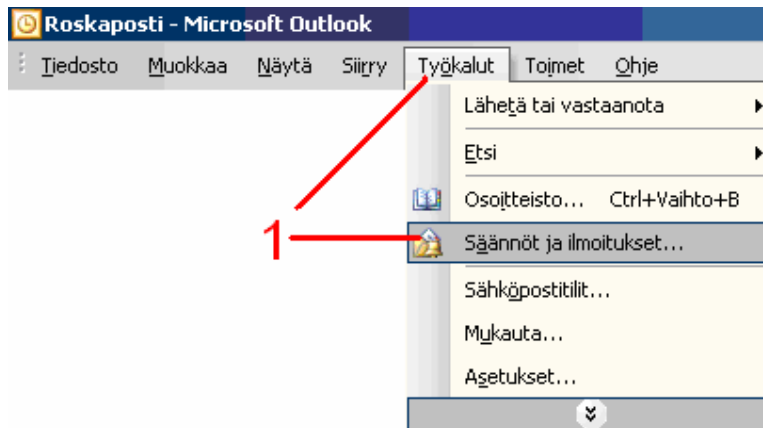 Roskaposti - Microsoft Outlook
Tiedosto Muokkaa Näytä Siirry Työkalut Toimet Ohje
Lähetä tai vastaanota
Etsi
Osoitteisto... Ctrl+Vaihto+B
1 Säännöt ja ilmoitukset...
Sähköpostitilit...
Mukauta...
Asetukset...